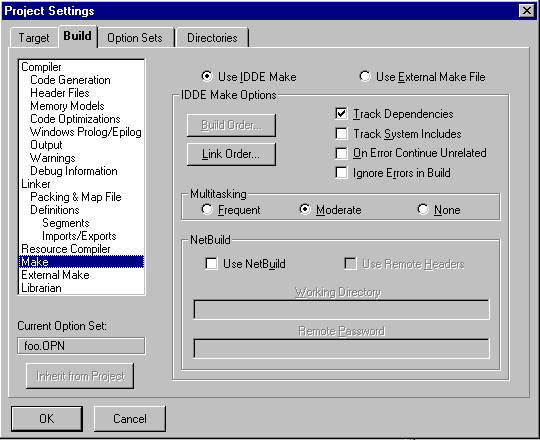 Project Settings
Target
Build
Option Sets
Directories
Compiler
Code Generation
Header Files
Memory Models
Code Optimizations
Windows Prolog/Epilog
Output
Warnings
Debug Information
Linker
Packing & Map File
Definitions
Segments
Imports/Exports
Resource Compiler
Make
External Make
Librarian
Current Option Set:
foo.OPN
Inherit from Project
Use IDDE Make
Use External Make File
IDDE Make Options
Build Order...
Link Order...
Track Dependencies
Track System Includes
On Error Continue Unrelated
Ignore Errors in Build
Multitasking
Frequent
Moderate
None
NetBuild
Use NetBuild
Use Remote Headers
Working Directory
Remote Password
OK
Cancel